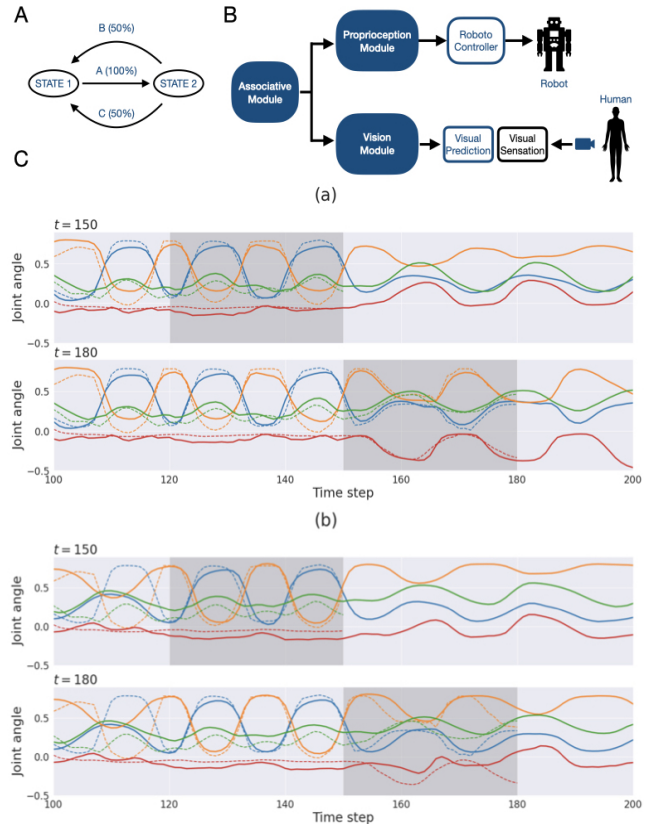 A
B (50%)
STATE 1
A (100%)
STATE 2
C (50%)
B
Associative
Module
Proprioception
Module
Roboto
Controller
Robot
Human
Vision
Module
Visual
Prediction
Visual
Sensation
C
(a)
t = 150
Joint angle
0.5
0.0
−0.5
t = 180
Joint angle
0.5
0.0
−0.5
100 120 140 160 180 200
Time step
(b)
t = 150
Joint angle
0.5
0.0
−0.5
t = 180
Joint angle
0.5
0.0
−0.5
100 120 140 160 180 200
Time step